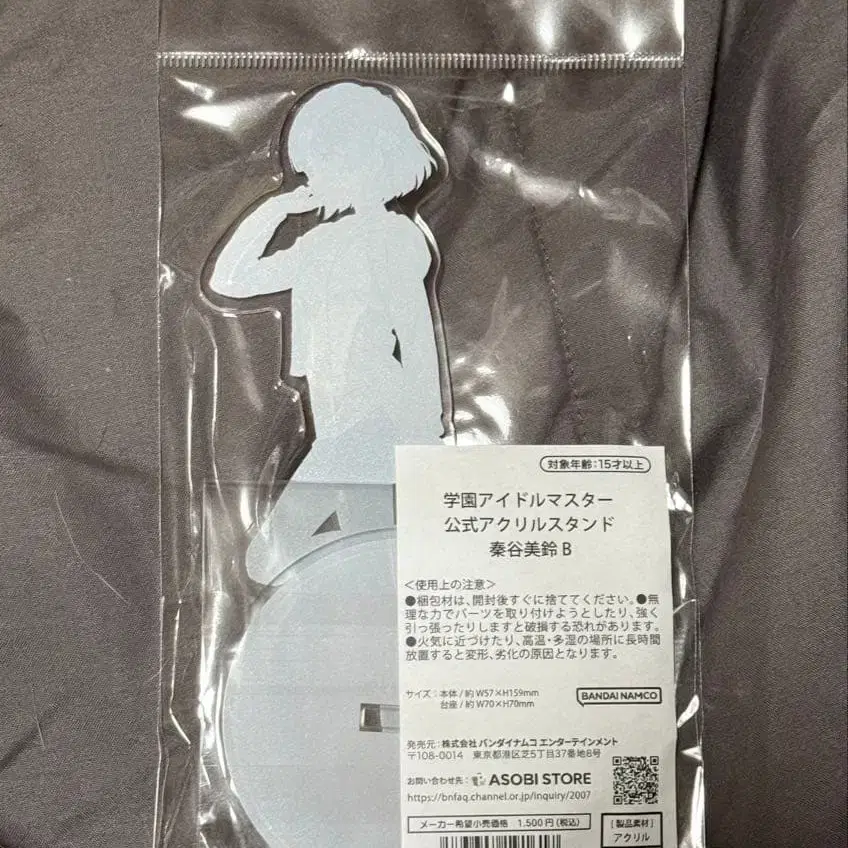 対象年齢:15才以上
学園アイドルマスター
公式アクリルスタンド
秦谷美鈴 B
＜使用上の注意＞
●梱包材は、開封後すぐに捨ててください。●無
理な力でパーツを取り付けようとしたり、強く
引っ張ったりしますと破損する恐れがあります。
●火気に近づけたり、高温・多湿の場所に長時間
放置すると変形、劣化の原因となります。
サイズ：本体 / 約 W57×H159mm
台座 / 約 W70×H70mm
BANDAI NAMCO
発売元：株式会社 バンダイナムコ エンターテインメント
〒108-0014 東京都港区芝5丁目37番地8号
お問い合わせ先：ASOBI STORE
https://bnfaq.channel.or.jp/inquiry/2007
メーカー希望小売価格 1,500円（税込）
［製品素材］
アクリル